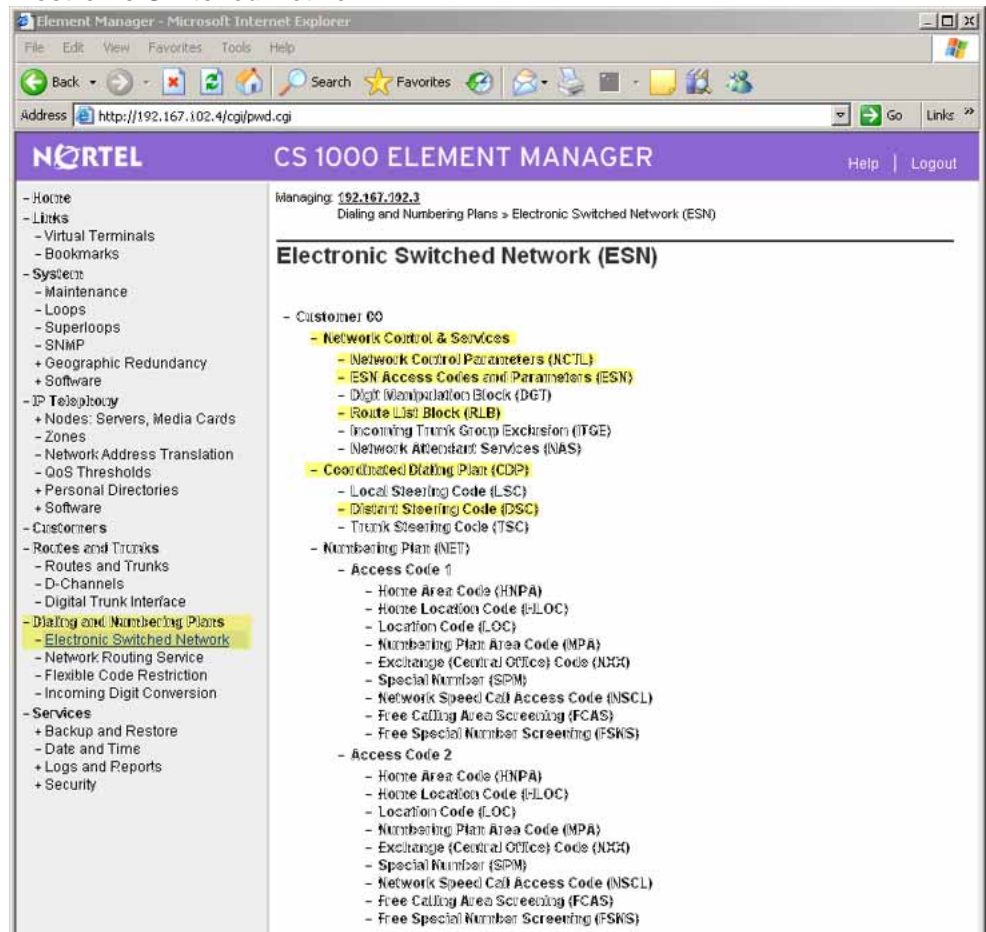 Element Manager - Microsoft Internet Explorer
File Edit View Favorites Tools Help
Back Search Favorites
Address http://192.167.102.4/cgi/pwd.cgi Go Links »
NORTEL
CS 1000 ELEMENT MANAGER
Help | Logout
- Home
- Links
- Virtual Terminals
- Bookmarks
- System
- Maintenance
- Loops
- Superloops
- SNMP
+ Geographic Redundancy
+ Software
- IP Telephony
+ Nodes: Servers, Media Cards
- Zones
- Network Address Translation
- QoS Thresholds
+ Personal Directories
+ Software
- Customers
- Routes and Trunks
- Routes and Trunks
- D-Channels
- Digital Trunk Interface
- Dialing and Numbering Plans
- Electronic Switched Network
- Network Routing Service
- Flexible Code Restriction
- Incoming Digit Conversion
- Services
+ Backup and Restore
- Date and Time
+ Logs and Reports
+ Security
Managing: 192.167.102.3
Dialing and Numbering Plans » Electronic Switched Network (ESN)
Electronic Switched Network (ESN)
- Customer 00
- Network Control & Services
- Network Control Parameters (NCTL)
- ESN Access Codes and Parameters (ESN)
- Digit Manipulation Block (DGT)
- Route List Block (RLB)
- Incoming Trunk Group Exclusion (ITGE)
- Network Attendant Services (NAS)
- Coordinated Dialing Plan (CDP)
- Local Steering Code (LSC)
- Distant Steering Code (DSC)
- Trunk Steering Code (TSC)
- Numbering Plan (NET)
- Access Code 1
- Home Area Code (HNPA)
- Home Location Code (HLOC)
- Location Code (LOC)
- Numbering Plan Area Code (NPA)
- Exchange (Central Office) Code (NXX)
- Special Number (SPN)
- Network Speed Call Access Code (NSCL)
- Free Calling Area Screening (FCAS)
- Free Special Number Screening (FSNS)
- Access Code 2
- Home Area Code (HNPA)
- Home Location Code (HLOC)
- Location Code (LOC)
- Numbering Plan Area Code (NPA)
- Exchange (Central Office) Code (NXX)
- Special Number (SPN)
- Network Speed Call Access Code (NSCL)
- Free Calling Area Screening (FCAS)
- Free Special Number Screening (FSNS)